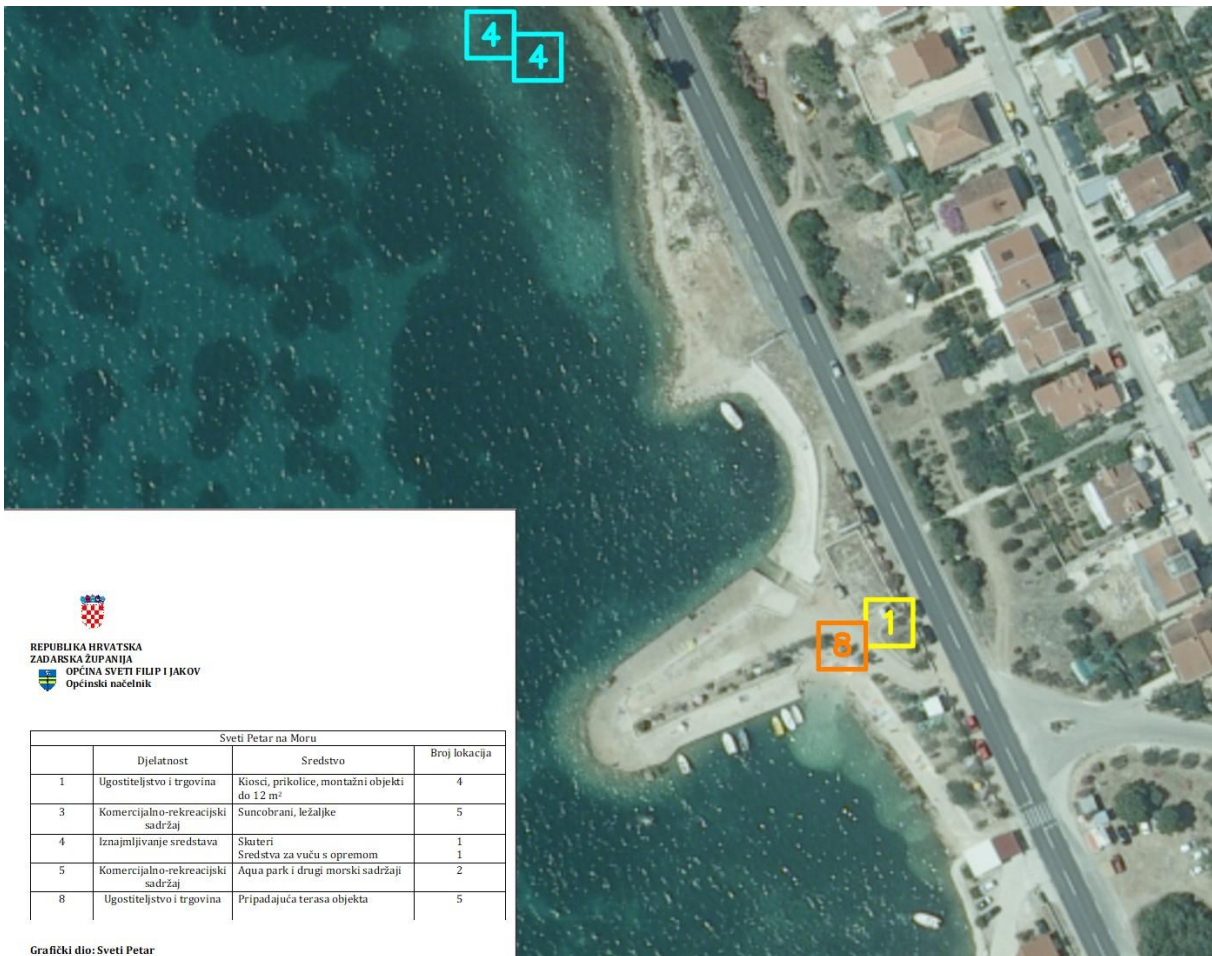 4
4
1
8
REPUBLIKA HRVATSKA
ZADARSKA ŽUPANIJA
OPĆINA SVETI FILIP I JAKOV
Općinski načelnik
Sveti Petar na Moru
Djelatnost Sredstvo Broj lokacija
1 Ugostiteljstvo i trgovina Kiosci, prikolice, montažni objekti do 12 m² 4
3 Komercijalno-rekreacijski sadržaj Suncobrani, ležaljke 5
4 Iznajmljivanje sredstava Skuteri 1
Sredstva za vuču s opremom 1
5 Komercijalno-rekreacijski sadržaj Aqua park i drugi morski sadržaji 2
8 Ugostiteljstvo i trgovina Pripadajuća terasa objekta 5
Grafički dio: Sveti Petar